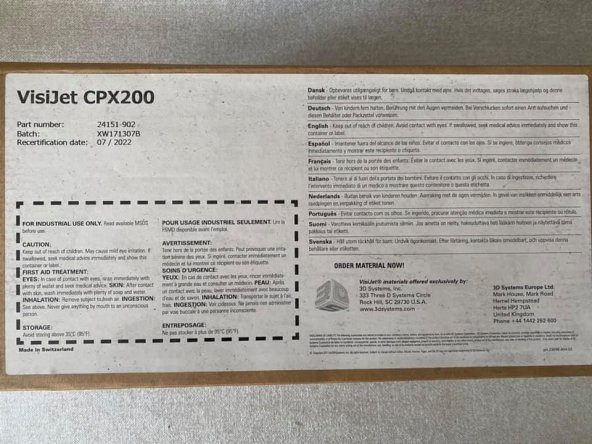 VisiJet CPX200
Part number: 24151-902
Batch: XW171307B
Recertification date: 07 / 2022
FOR INDUSTRIAL USE ONLY. Read available MSDS
before use.
CAUTION:
Keep out of reach of children. May cause mild eye irritation. If
swallowed, seek medical advice immediately and show this
container or label.
FIRST AID TREATMENT:
EYES: In case of contact with eyes, rinse immediately with
plenty of water and seek medical advice. SKIN: After contact
with skin, wash immediately with plenty of soap and water
INHALATION: Remove subject to fresh air. INGESTION:
Never give anything by mouth to an unconscious
person.
STORAGE:
Avoid storing above 35°C (95°F)
POUR USAGE INDUSTRIEL SEULEMENT. Lire la
FSMD disponible avant l'emploi.
AVERTISSEMENT:
Tenir hors de la portée des enfants. Peut provoquer une irrita-
tion bénine des yeux. Si ingéré, contacter immédiatement un
médecin et lui montrer ce récipient ou son étiquette.
SOINS D'URGENCE:
YEUX: En cas de contact avec les yeux, rincer immédiate-
ment à grande eau et consulter un médecin. PEAU: Après
contact avec la peau, laver immédiatement avec beaucoup
d'eau et de savon. INHALATION: Transporter le sujet à l'air
libre. INGESTION: Voir ci-dessus. Ne jamais rien administrer
par voie buccale à une personne inconsciente.
ENTREPOSAGE:
Ne pas stocker à plus de 35°C (95°F)
Made in Switzerland
Dansk - Opbevares utilgængeligt for børn. Undgå kontakt med øjne. Hvis det indtages, søges straks lægehjælp og denne
beholder eller etiket vises til lægen.
Deutsch - Von Kindern fern halten. Berührung mit den Augen vermeiden. Bei Verschlucken sofort einen Arzt aufsuchen und
diesen Behälter oder Packzettel vorweisen.
English - Keep out of reach of children. Avoid contact with eyes. If swallowed, seek medical advice immediately and show this
container or label.
Español - Mantener fuera del alcance de los niños. Evitar el contacto con los ojos. Si se ingiere, obtenga consejos médicos
inmediatamente y mostrar este recipiente o etiqueta.
Français - Tenir hors de la portée des enfants. Éviter le contact avec les yeux. Si ingéré, contacter immédiatement un médecin
et lui montrer ce récipient ou son étiquette.
Italiano - Tenere al di fuori della portata dei bambini. Evitare il contatto con gli occhi. In caso di ingestione, richiedere
l'intervento immediato di un medico e mostrare questo contenitore o questa etichetta.
Nederlands - Buiten bereik van kinderen houden. Aanraking met de ogen vermijden. In geval van inslikken onmiddellijk een arts
raadplegen en verpakking of etiket tonen.
Português - Evitar contacto com os olhos. Se ingerido, procurar atenção médica imediata e mostrar este recipiente ou rótulo.
Suomi - Varottava kemikaalin joutumista silmiin. Jos ainetta on nielty, hakeuduttava heti lääkärin hoitoon ja näytettävä tämä
pakkaus tai etiketti.
Svenska - Håll utom räckhåll för barn. Undvik ögonkontakt. Efter förtäring, kontakta läkare omedelbart, och uppvisa denna
behållare eller etiketten.
ORDER MATERIAL NOW!
VisiJet® materials offered exclusively by:
3D Systems, Inc.
333 Three D Systems Circle
Rock Hill, SC 29730 U.S.A.
www.3dsystems.com
3D Systems Europe Ltd.
Mark House, Mark Road
Hemel Hempstead
Herts HP2 7UA
United Kingdom
Phone +44 1442 282 600